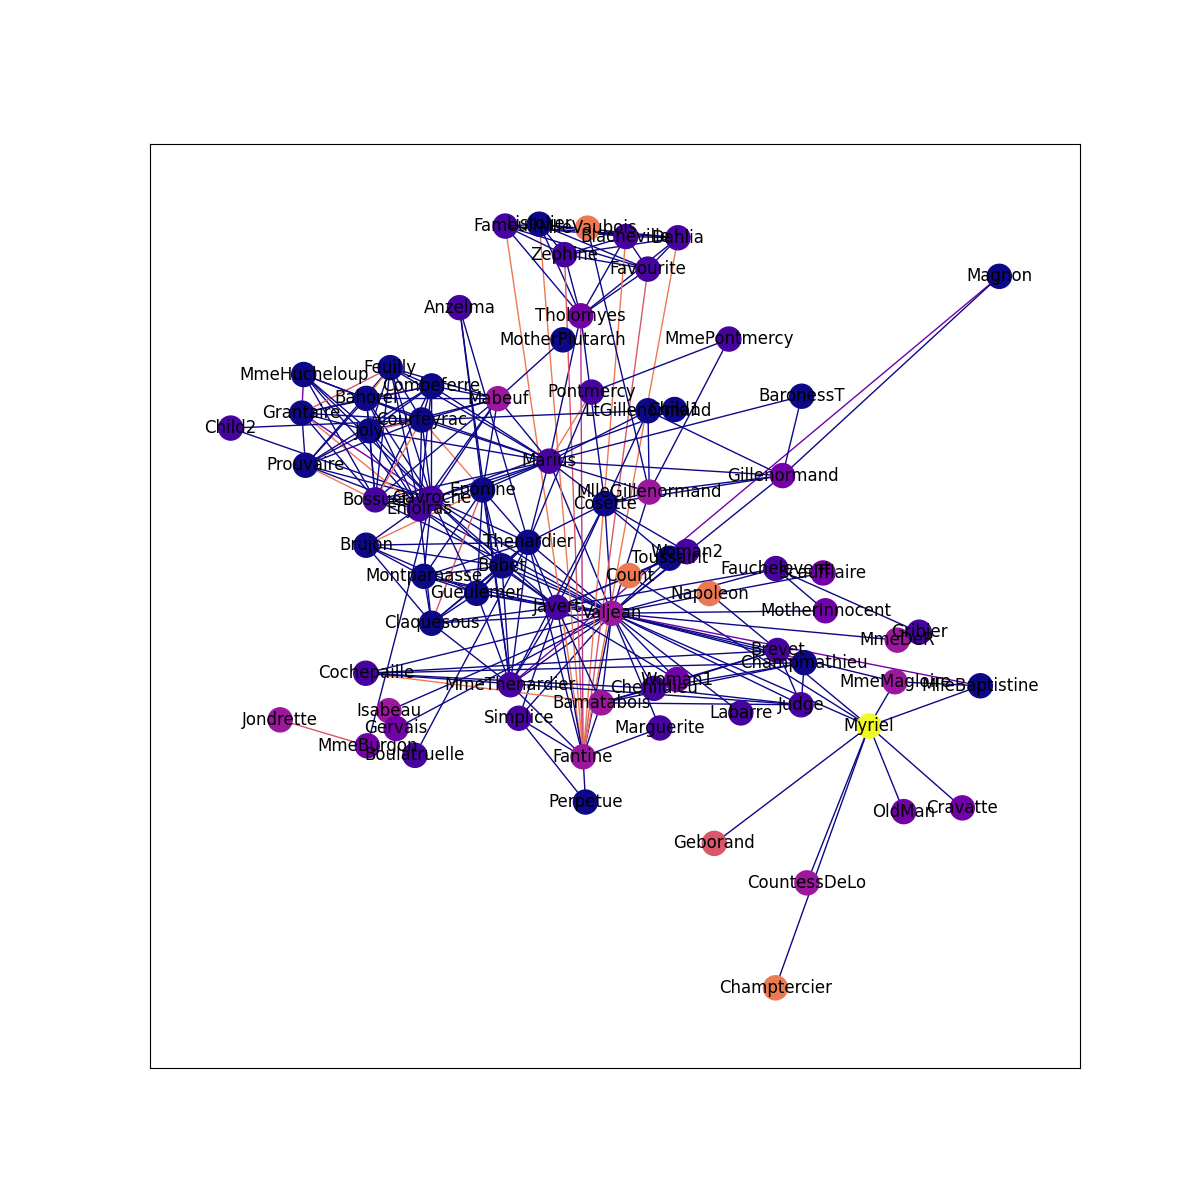 Fameuil
Listolier
MlleVaubois
Blacheville
Dahlia
Zephine
Favourite
Magnon
Anzelma
Tholomyes
MotherPlutarch
MmePontmercy
MmeHucheloup
Feuilly
Combeferre
Bahorel
Mabeuf
Pontmercy
BaronessT
Grantaire
LtGillenormand
Child1
Child2
Courfeyrac
Joly
Prouvaire
Marius
Gillenormand
Bossuet
Gavroche
Eponine
MlleGillenormand
Enjolras
Cosette
Brujon
Thenardier
Woman2
Toussaint
Montparnasse
Babet
Count
Fauchelevent
Scaufflaire
Gueulemer
Napoleon
Javert
Valjean
MotherInnocent
Claquesous
Gribier
MmeDeR
Brevet
Champmathieu
Cochepaille
MmeThenardier
Woman1
Chenildieu
MmeMagloire
MlleBaptistine
Isabeau
Bamatabois
Judge
Jondrette
Gervais
Simplice
Labarre
Marguerite
Myriel
MmeBurgon
Boulatruelle
Fantine
Perpetue
OldMan
Cravatte
Geborand
CountessDeLo
Champtercier